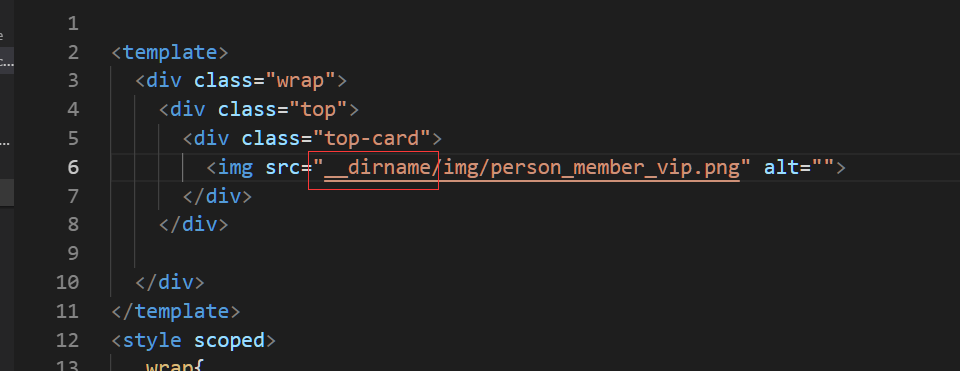 1
e
2 <template>
c...
3 <div class="wrap">
4 <div class="top">
...
5 <div class="top-card">
6 <img src="__dirname/img/person_member_vip.png" alt="">
7 </div>
8 </div>
9
10 </div>
11 </template>
12 <style scoped>
13 wrap{